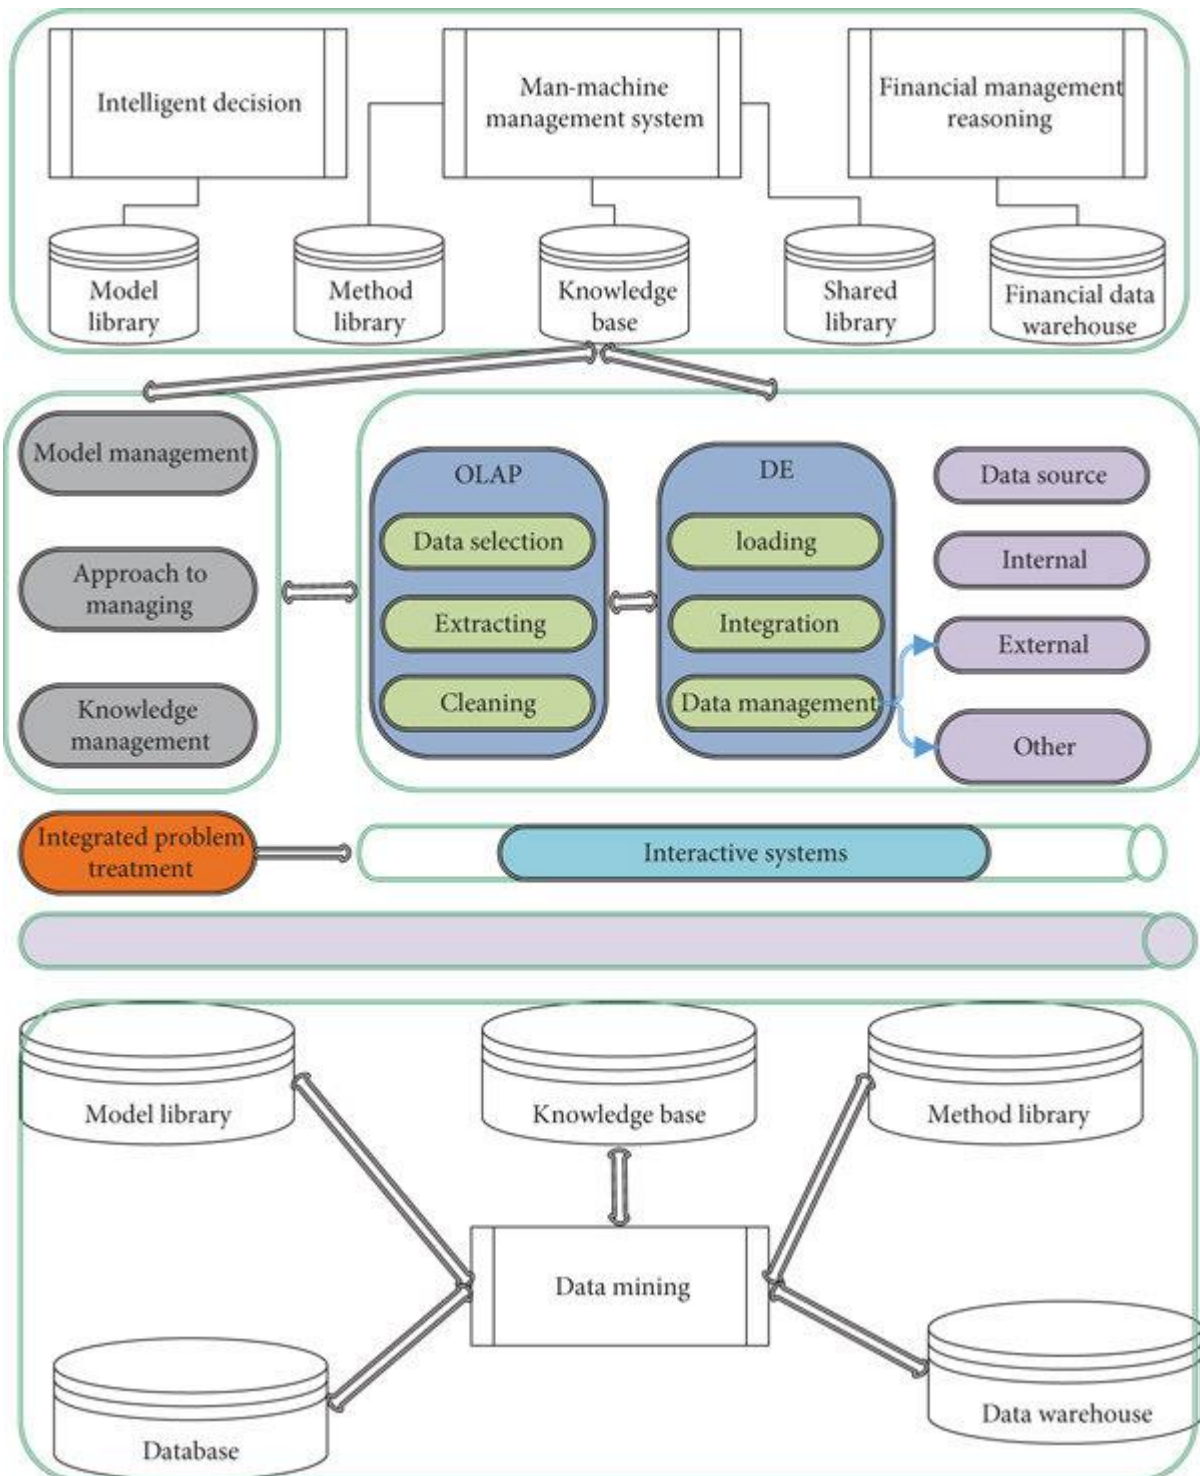 Intelligent decision
Man-machine
management system
Financial management
reasoning
Model
library
Method
library
Knowledge
base
Shared
library
Financial data
warehouse
Model management
Approach to
managing
Knowledge
management
OLAP
Data selection
Extracting
Cleaning
DE
loading
Integration
Data management
Data source
Internal
External
Other
Integrated problem
treatment
Interactive systems
Model library
Knowledge base
Method library
Data mining
Database
Data warehouse